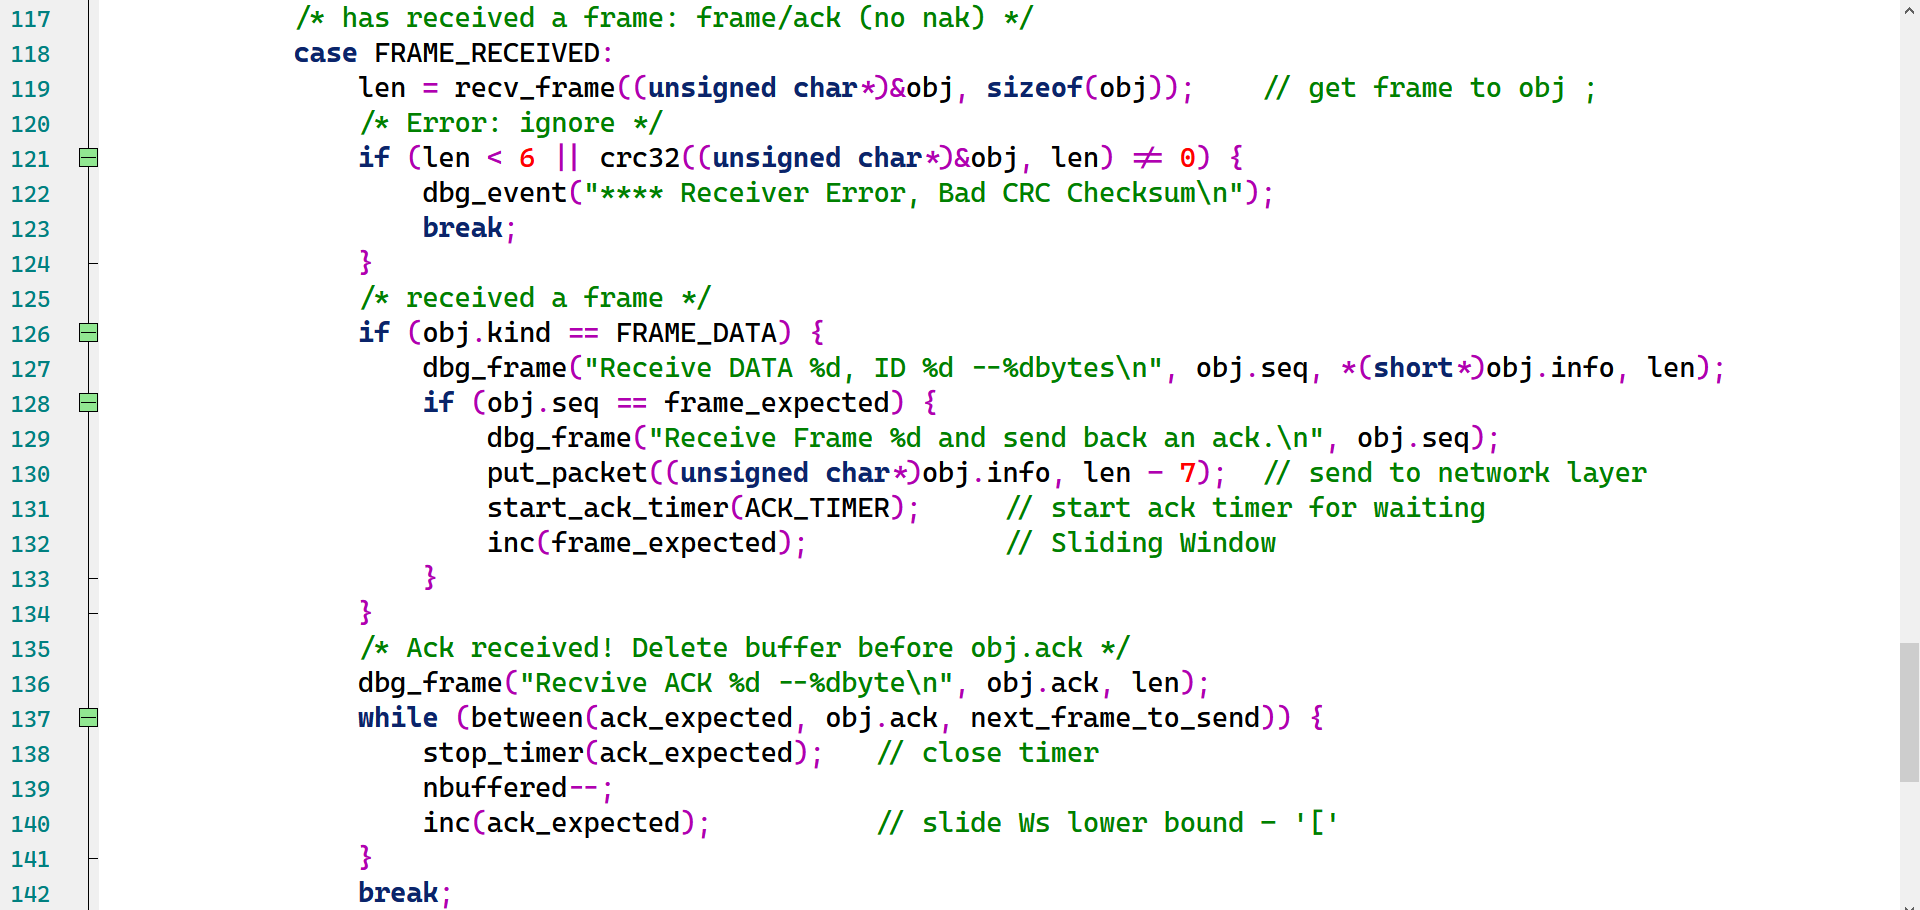 117 /* has received a frame: frame/ack (no nak) */
118 case FRAME_RECEIVED:
119 len = recv_frame((unsigned char*)&obj, sizeof(obj)); // get frame to obj ;
120 /* Error: ignore */
121 if (len < 6 || crc32((unsigned char*)&obj, len) != 0) {
122 dbg_event("**** Receiver Error, Bad CRC Checksum\n");
123 break;
124 }
125 /* received a frame */
126 if (obj.kind == FRAME_DATA) {
127 dbg_frame("Receive DATA %d, ID %d --%dbytes\n", obj.seq, *(short*)obj.info, len);
128 if (obj.seq == frame_expected) {
129 dbg_frame("Receive Frame %d and send back an ack.\n", obj.seq);
130 put_packet((unsigned char*)obj.info, len - 7); // send to network layer
131 start_ack_timer(ACK_TIMER); // start ack timer for waiting
132 inc(frame_expected); // Sliding Window
133 }
134 }
135 /* Ack received! Delete buffer before obj.ack */
136 dbg_frame("Recvive ACK %d --%dbyte\n", obj.ack, len);
137 while (between(ack_expected, obj.ack, next_frame_to_send)) {
138 stop_timer(ack_expected); // close timer
139 nbuffered--;
140 inc(ack_expected); // slide Ws lower bound - '['
141 }
142 break;